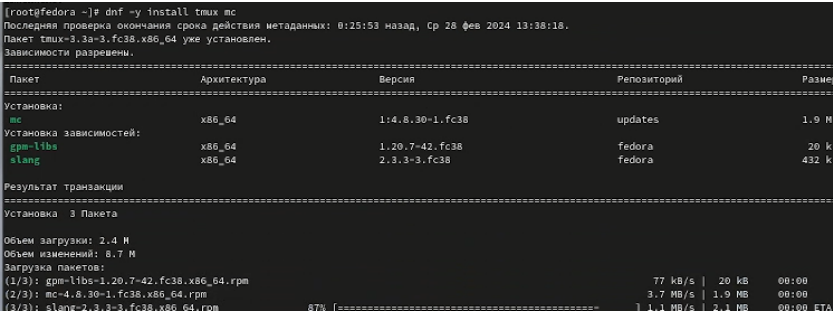 [root@fedora ~]# dnf -y install tmux mc
Последняя проверка окончания срока действия метаданных: 0:25:53 назад, Ср 28 фев 2024 13:38:18.
Пакет tmux-3.3a-3.fc38.x86_64 уже установлен.
Зависимости разрешены.
Пакет Архитектура Версия Репозиторий Размер
Установка:
mc x86_64 1:4.8.30-1.fc38 updates 1.9 M
Установка зависимостей:
gpm-libs x86_64 1.20.7-42.fc38 fedora 20 k
slang x86_64 2.3.3-3.fc38 fedora 432 k
Результат транзакции
Установка 3 Пакета
Объем загрузки: 2.4 M
Объем изменений: 8.7 M
Загрузка пакетов:
(1/3): gpm-libs-1.20.7-42.fc38.x86_64.rpm 77 kB/s | 20 kB 00:00
(2/3): mc-4.8.30-1.fc38.x86_64.rpm 3.7 MB/s | 1.9 MB 00:00
(3/3): slang-2.3.3-3.fc38.x86_64.rpm 87% [============================================- ] 1.1 MB/s | 2.1 MB 00:00 ETA